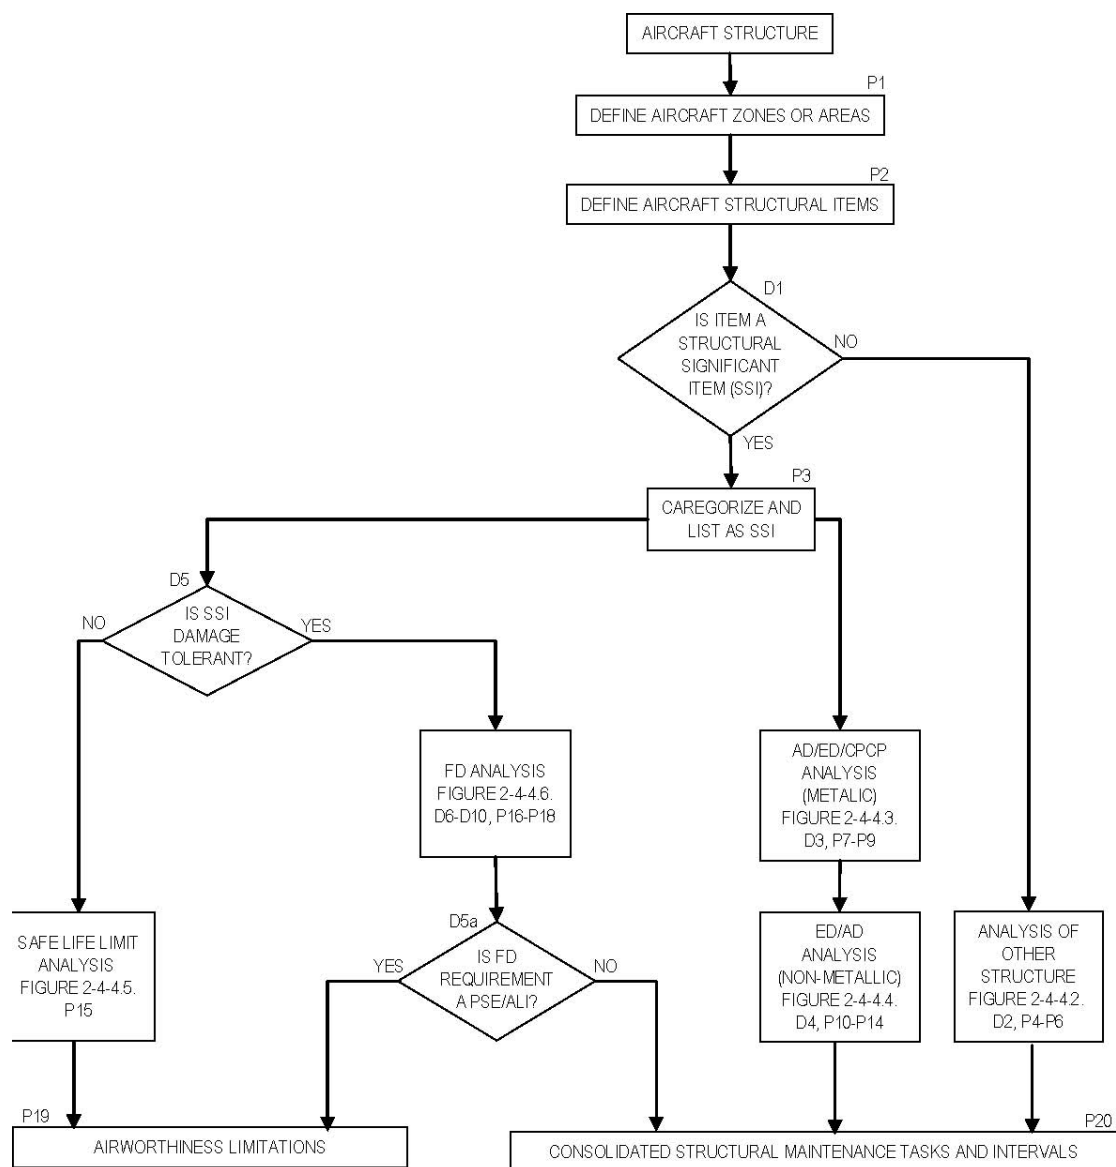 AIRCRAFT STRUCTURE
P1
DEFINE AIRCRAFT ZONES OR AREAS
P2
DEFINE AIRCRAFT STRUCTURAL ITEMS
D1
IS ITEM A
STRUCTURAL
SIGNIFICANT
ITEM (SSI)?
NO
YES
P3
CAREGORIZE AND
LIST AS SSI
D5
NO
IS SSI
DAMAGE
TOLERANT?
YES
FD ANALYSIS
FIGURE 2-4-4.6.
D6-D10, P16-P18
AD/ED/CPCP
ANALYSIS
(METALIC)
FIGURE 2-4-4.3.
D3, P7-P9
SAFE LIFE LIMIT
ANALYSIS
FIGURE 2-4-4.5.
P15
D5a
YES
IS FD
REQUIREMENT
A PSE/ALI?
NO
ED/AD
ANALYSIS
(NON-METALLIC)
FIGURE 2-4-4.4.
D4, P10-P14
ANALYSIS OF
OTHER
STRUCTURE
FIGURE 2-4-4.2.
D2, P4-P6
P19
AIRWORTHINESS LIMITATIONS
P20
CONSOLIDATED STRUCTURAL MAINTENANCE TASKS AND INTERVALS